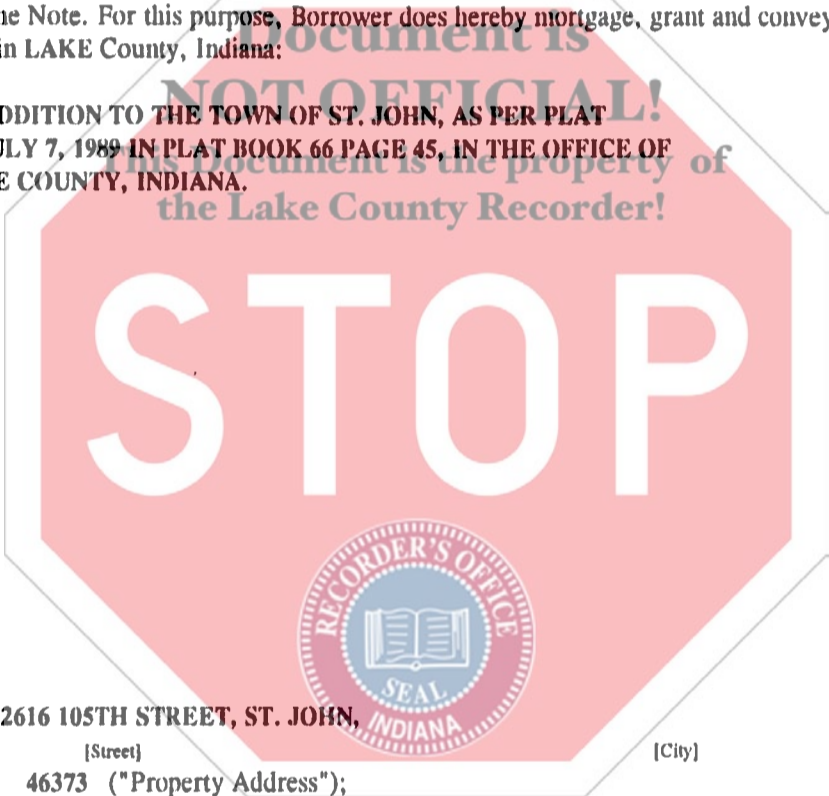 ne Note. For this purpose, Borrower does hereby mortgage, grant and convey
in LAKE County, Indiana:
Document is
NOT OFFICIAL!
This Document is the property of
the Lake County Recorder!
DDITION TO THE TOWN OF ST. JOHN, AS PER PLAT
JLY 7, 1989 IN PLAT BOOK 66 PAGE 45, IN THE OFFICE OF
E COUNTY, INDIANA.
STOP
RECORDER'S OFFICE
SEAL
INDIANA
2616 105TH STREET, ST. JOHN,
[Street] [City]
46373 ("Property Address");